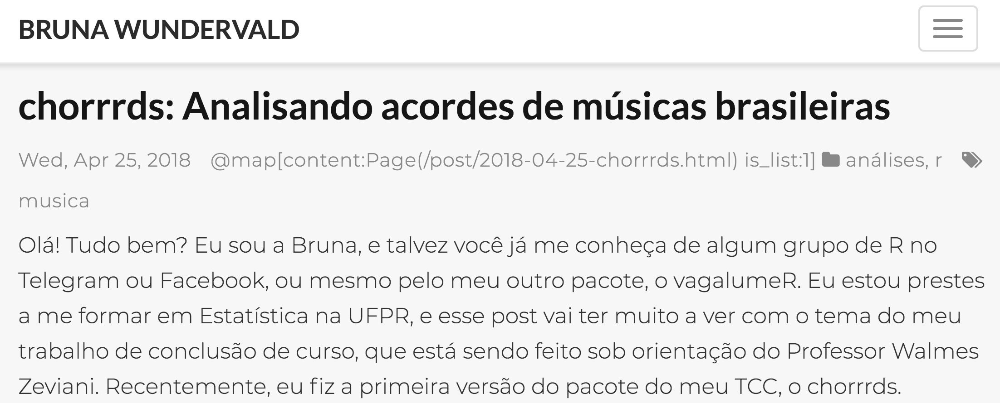 BRUNA WUNDERVALD
chorrrds: Analisando acordes de músicas brasileiras
Wed, Apr 25, 2018 @map[content:Page(/post/2018-04-25-chorrrds.html) is_list:1] análises, r
musica
Olá! Tudo bem? Eu sou a Bruna, e talvez você já me conheça de algum grupo de R no
Telegram ou Facebook, ou mesmo pelo meu outro pacote, o vagalumeR. Eu estou prestes
a me formar em Estatística na UFPR, e esse post vai ter muito a ver com o tema do meu
trabalho de conclusão de curso, que está sendo feito sob orientação do Professor Walmes
Zeviani. Recentemente, eu fiz a primeira versão do pacote do meu TCC, o chorrrds.